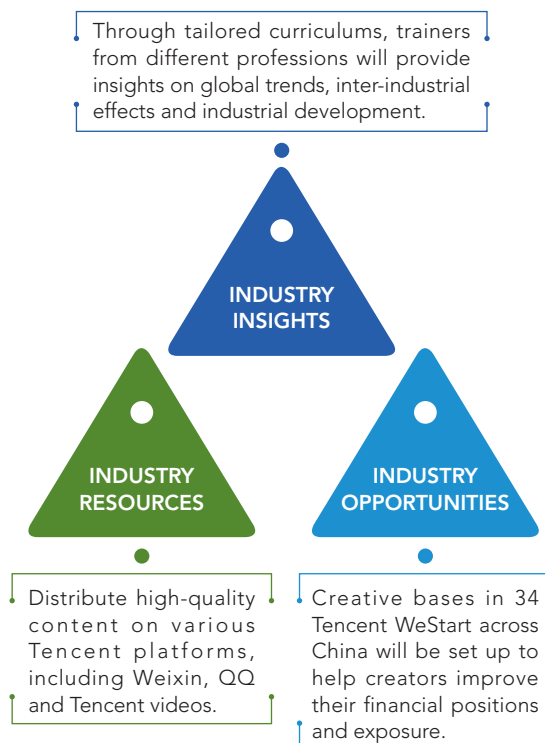 Through tailored curriculums, trainers
from different professions will provide
insights on global trends, inter-industrial
effects and industrial development.
INDUSTRY
INSIGHTS
INDUSTRY
RESOURCES
INDUSTRY
OPPORTUNITIES
Distribute high-quality
content on various
Tencent platforms,
including Weixin, QQ
and Tencent videos.
Creative bases in 34
Tencent WeStart across
China will be set up to
help creators improve
their financial positions
and exposure.